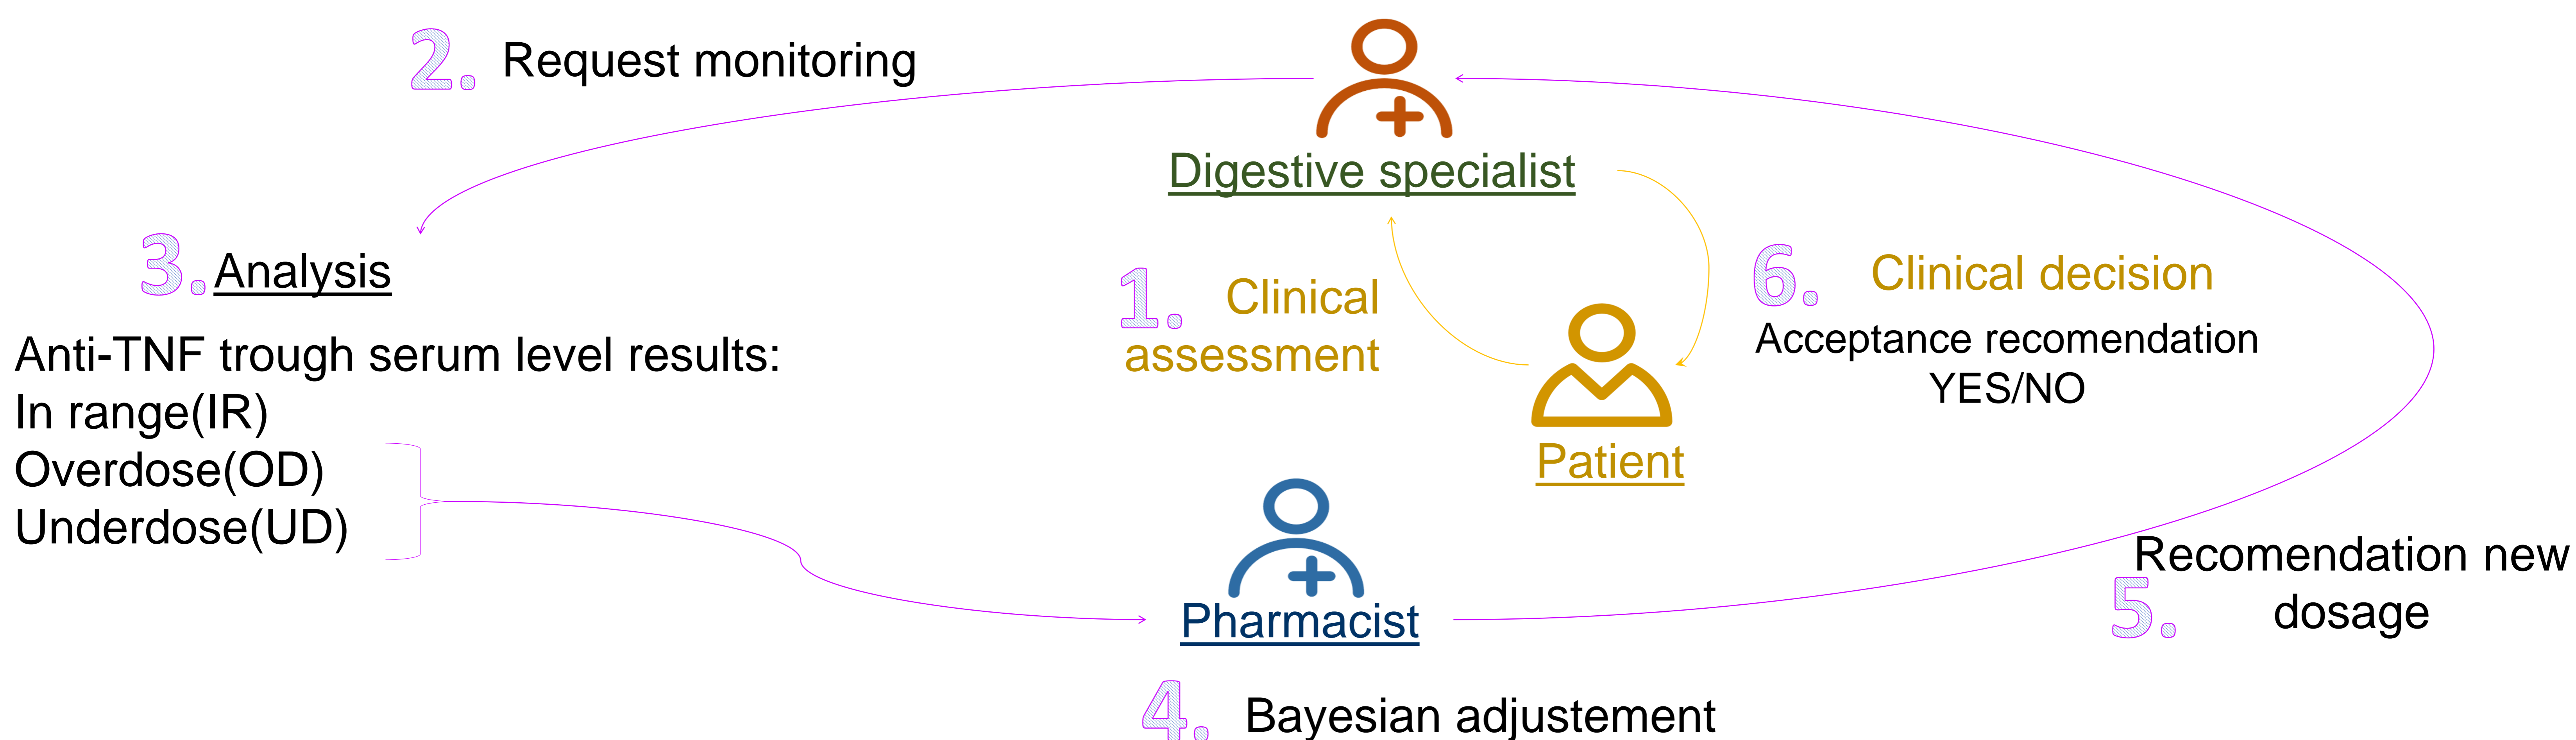 2. Request monitoring
Digestive specialist
3. Analysis
Anti-TNF trough serum level results:
In range(IR)
Overdose(OD)
Underdose(UD)
1. Clinical
assessment
6. Clinical decision
Acceptance recomendation
YES/NO
Patient
Pharmacist
Recomendation new
5. dosage
4. Bayesian adjustement